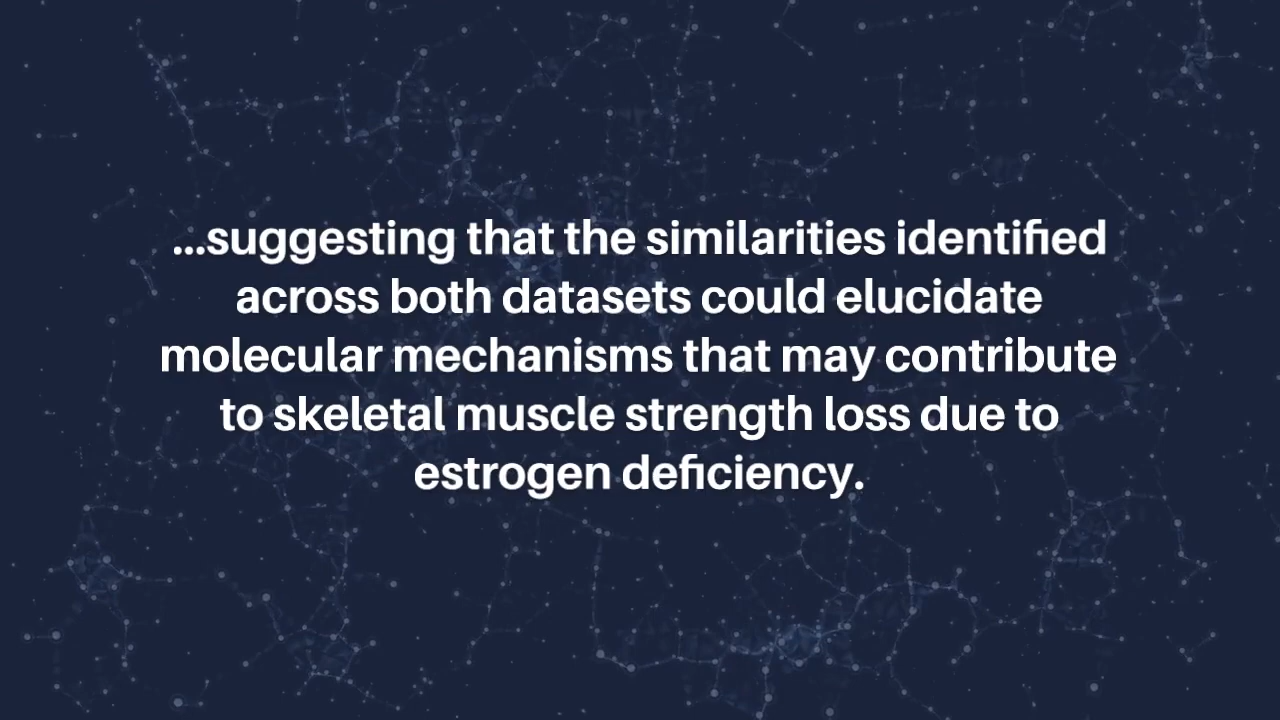 ...suggesting that the similarities identified
across both datasets could elucidate
molecular mechanisms that may contribute
to skeletal muscle strength loss due to
estrogen deficiency.